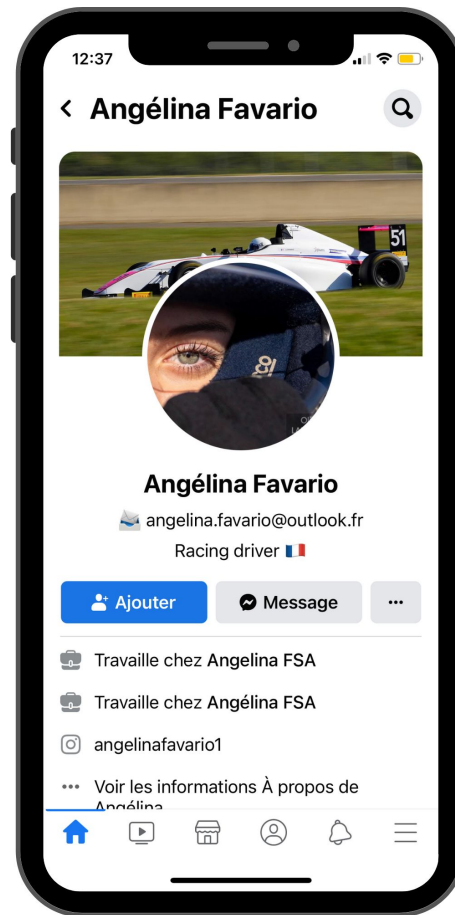 12:37
Angélina Favario
51
Angélina Favario
angelina.favario@outlook.fr
Racing driver
Ajouter
Message
Travaille chez Angelina FSA
Travaille chez Angélina FSA
angelinafavario1
Voir les informations À propos de
Angélina